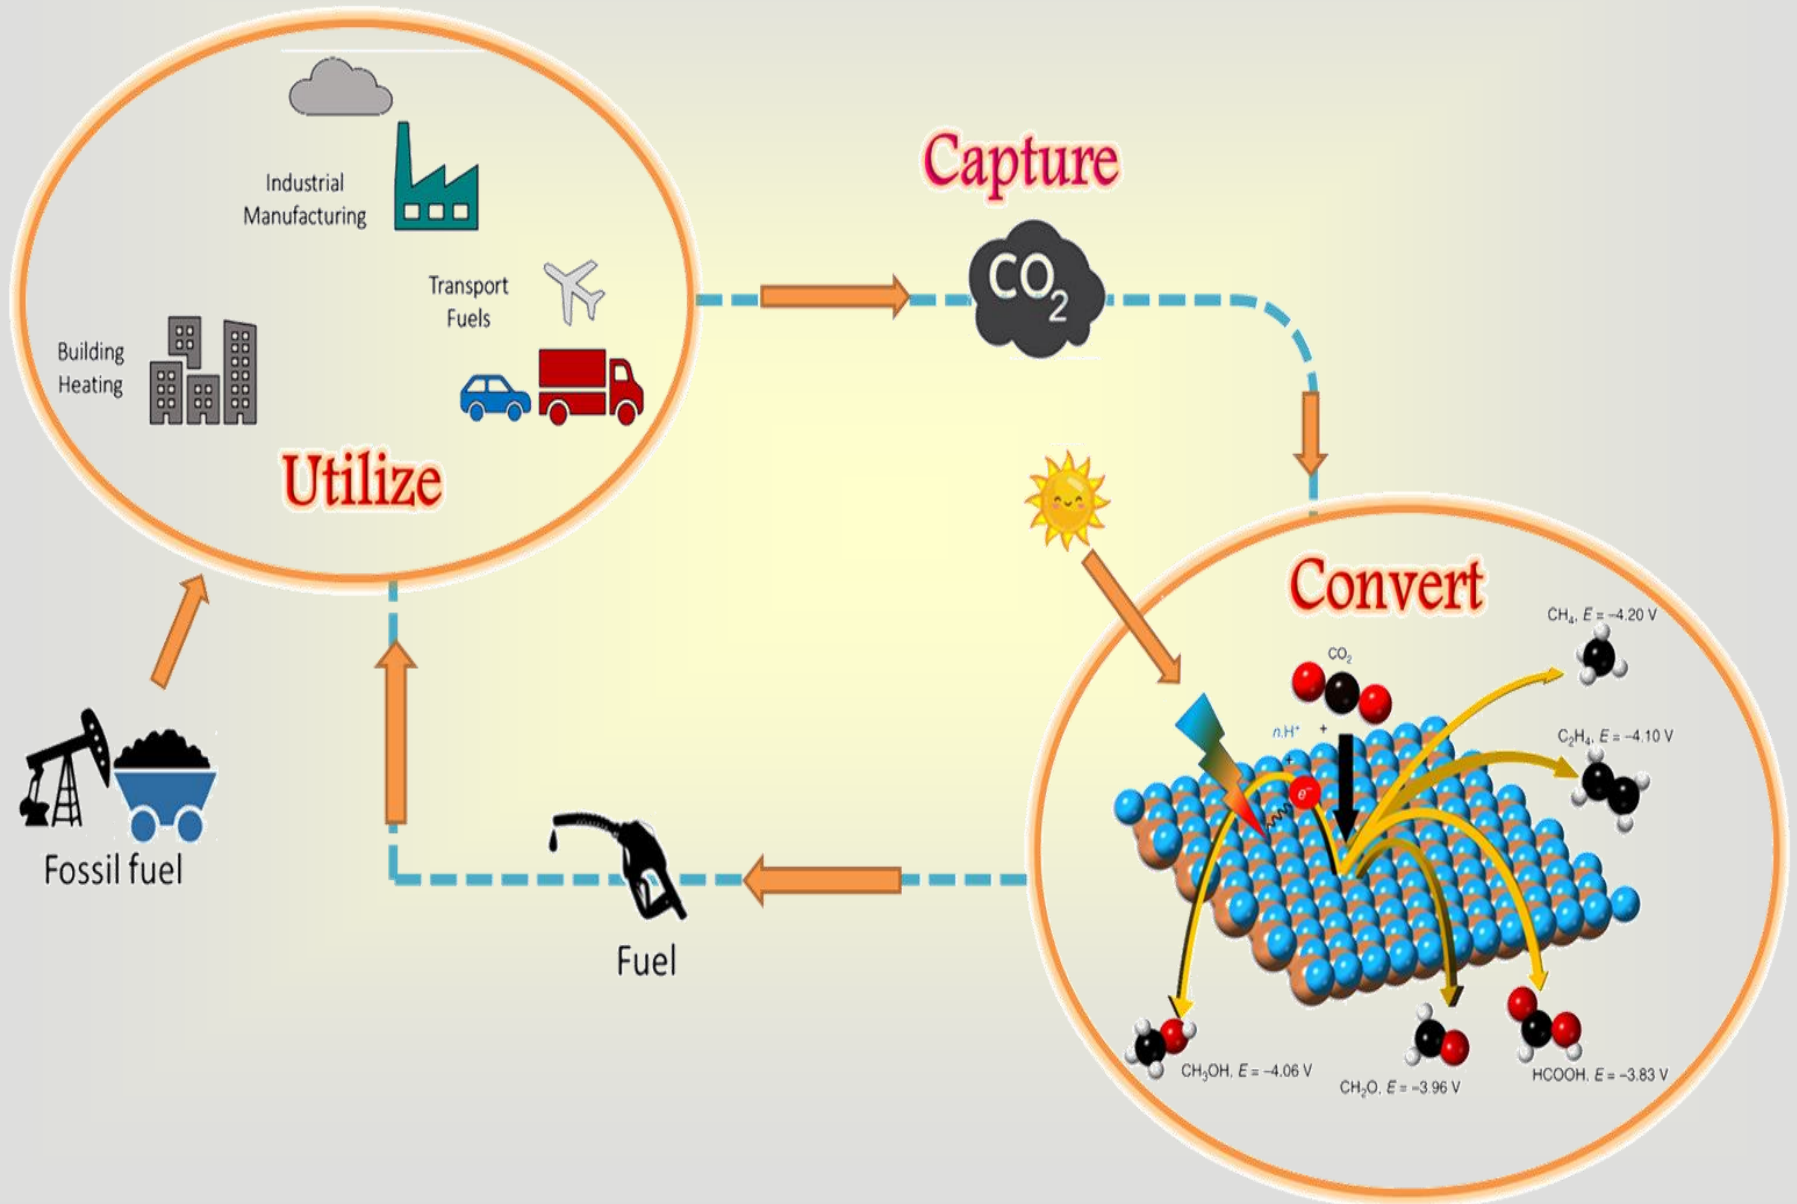 Industrial
Manufacturing
Transport
Fuels
Building
Heating
Utilize
Capture
CO₂
Convert
CH₄, E = −4.20 V
CO₂
n.H⁺ +
+
e⁻
C₂H₄, E = −4.10 V
CH₃OH, E = −4.06 V
CH₂O, E = −3.96 V
HCOOH, E = −3.83 V
Fossil fuel
Fuel